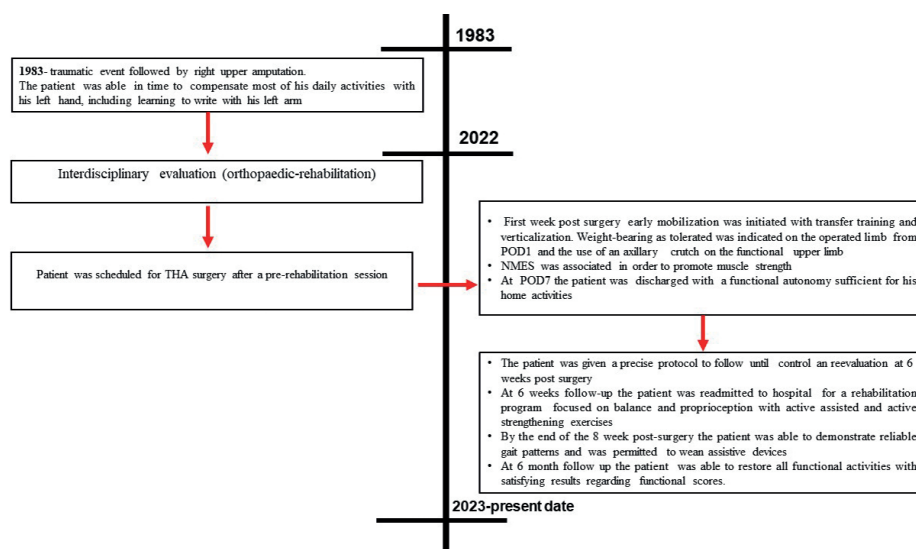 1983
1983- traumatic event followed by right upper amputation.
The patient was able in time to compensate most of his daily activities with
his left hand, including learning to write with his left arm
2022
Interdisciplinary evaluation (orthopaedic-rehabilitation)
Patient was scheduled for THA surgery after a pre-rehabilitation session
• First week post surgery early mobilization was initiated with transfer training and
verticalization. Weight-bearing as tolerated was indicated on the operated limb from
POD1 and the use of an axillary crutch on the functional upper limb
• NMES was associated in order to promote muscle strength
• At POD7 the patient was discharged with a functional autonomy sufficient for his
home activities
• The patient was given a precise protocol to follow until control an reevaluation at 6
weeks post surgery
• At 6 weeks follow-up the patient was readmitted to hospital for a rehabilitation
program focused on balance and proprioception with active assisted and active
strengthening exercises
• By the end of the 8 week post-surgery the patient was able to demonstrate reliable
gait patterns and was permitted to wean assistive devices
• At 6 month follow up the patient was able to restore all functional activities with
satisfying results regarding functional scores.
2023-present date